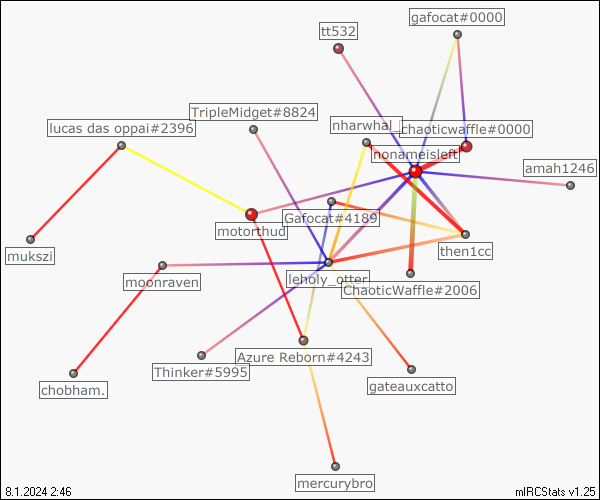 gafocat#0000
tt532
TripleMidget#8824
lucas das oppai#2396
nharwhal_
chaoticwaffle#0000
nonameisleft
amah1246
Gafocat#4189
motorthud
then1cc
mukszi
moonraven
leholy_otter
ChaoticWaffle#2006
Azure Reborn#4243
Thinker#5995
gateauxcatto
chobham.
mercurybro
8.1.2024 2:46
mIRCStats v1.25